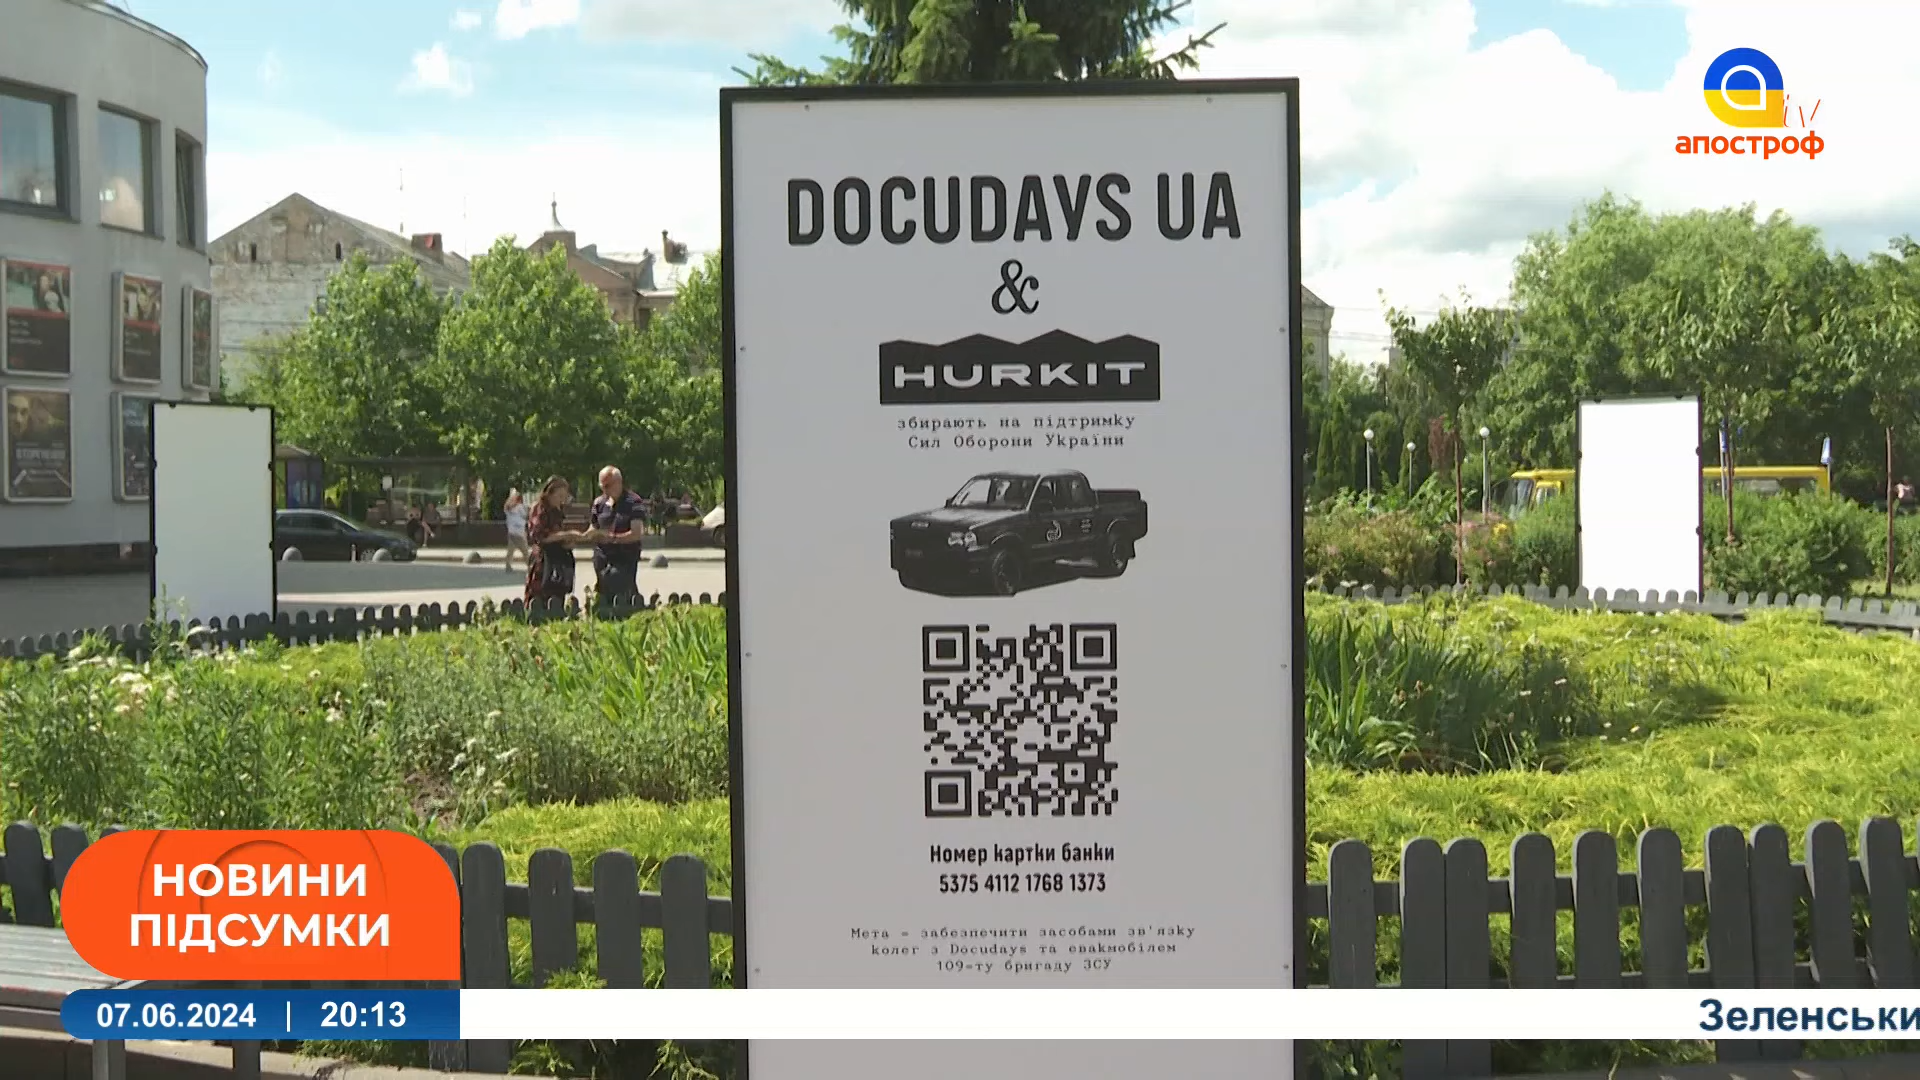 апостроф
tv
DOCUDAYS UA
&
HURKIT
збирають на підтримку
Сил Оборони України
Номер картки банки
5375 4112 1768 1373
Мета - забезпечити засобами зв'язку
колег з Docudays та евакмобілем
109-ту бригаду ЗСУ
НОВИНИ
ПІДСУМКИ
07.06.2024 | 20:13
Зеленськи